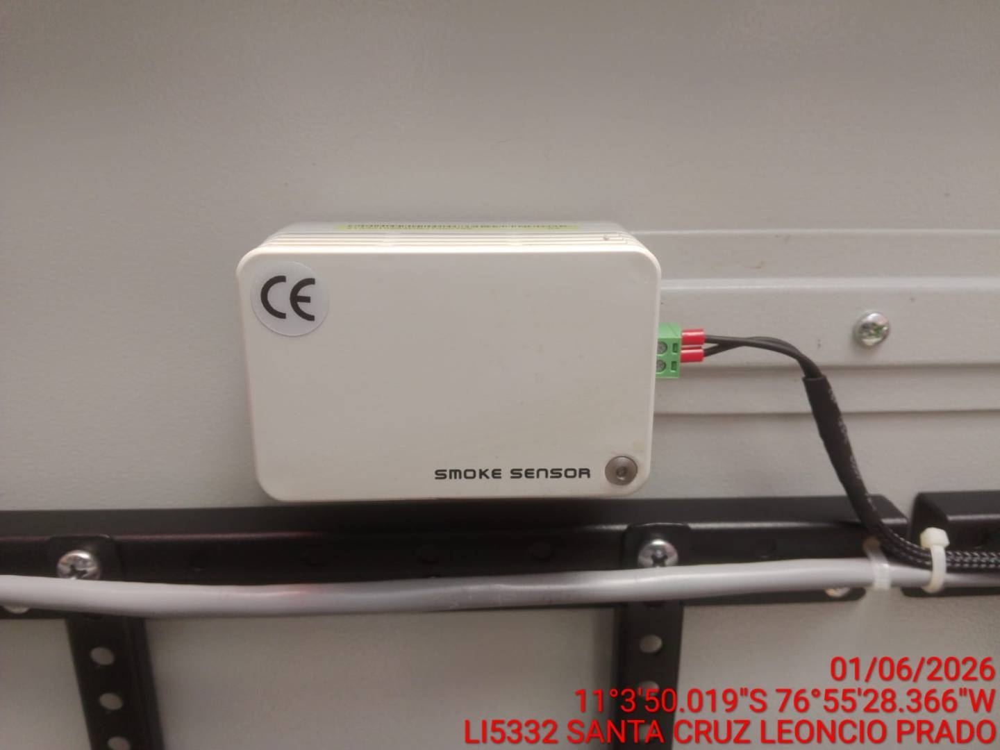 CE
SMOKE SENSOR
01/06/2026
11°3'50.019"S 76°55'28.366"W
LI5332 SANTA CRUZ LEONCIO PRADO